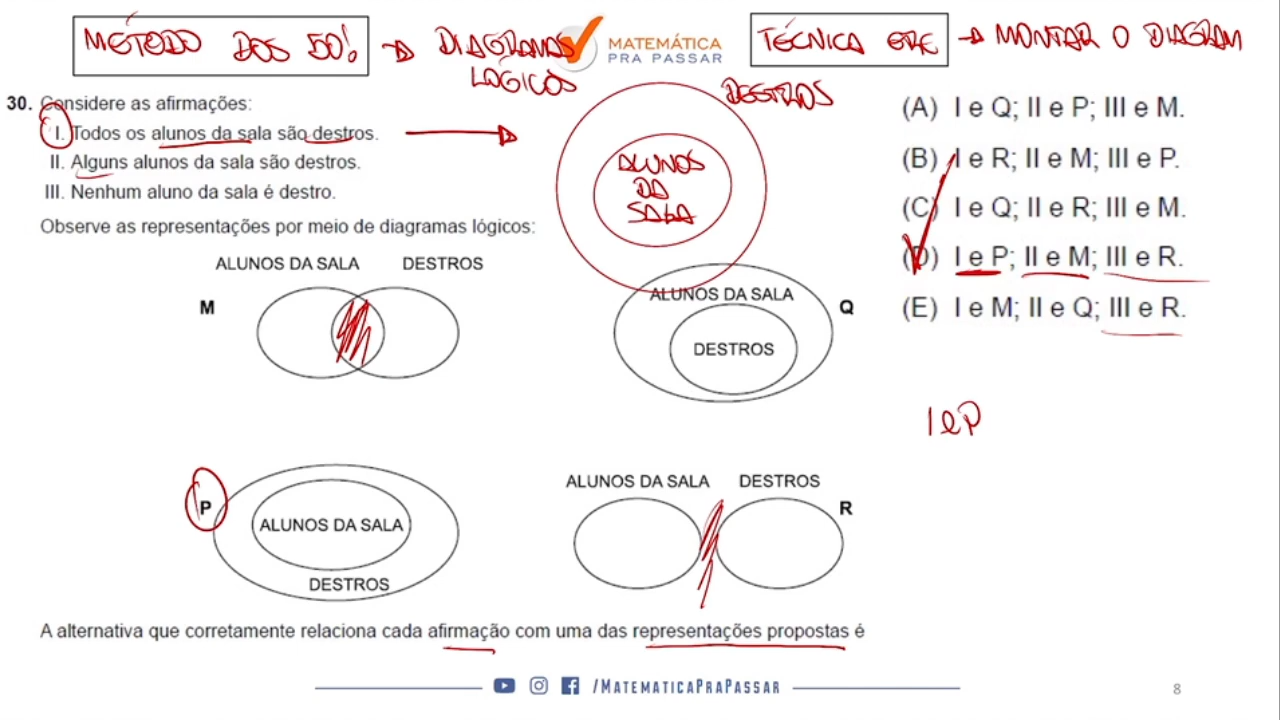 MÉTODO DOS 50! → DIAGRAMAS LÓGICOS
MATEMÁTICA
PRA PASSAR
→ MONTAR O DIAGRAM
30. Considere as afirmações:
I. Todos os alunos da sala são destros.
II. Alguns alunos da sala são destros.
III. Nenhum aluno da sala é destro.
Observe as representações por meio de diagramas lógicos:
DESTROS
ALUNOS
DA
SALA
(A) I e Q; II e P; III e M.
(B) I e R; II e M; III e P.
(C) I e Q; II e R; III e M.
(D) I e P; II e M; III e R.
(E) I e M; II e Q; III e R.
ALUNOS DA SALA DESTROS
M
ALUNOS DA SALA
Q
DESTROS
I e P
P
ALUNOS DA SALA
DESTROS
ALUNOS DA SALA DESTROS
R
A alternativa que corretamente relaciona cada afirmação com uma das representações propostas é
/MATEMATICAPRAPASSAR
8